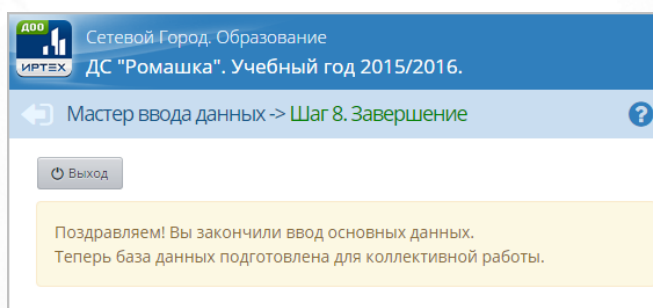 ДОО
ИРТЕХ
Сетевой Город. Образование
ДС "Ромашка". Учебный год 2015/2016.
Мастер ввода данных -> Шаг 8. Завершение
?
Выход
Поздравляем! Вы закончили ввод основных данных.
Теперь база данных подготовлена для коллективной работы.